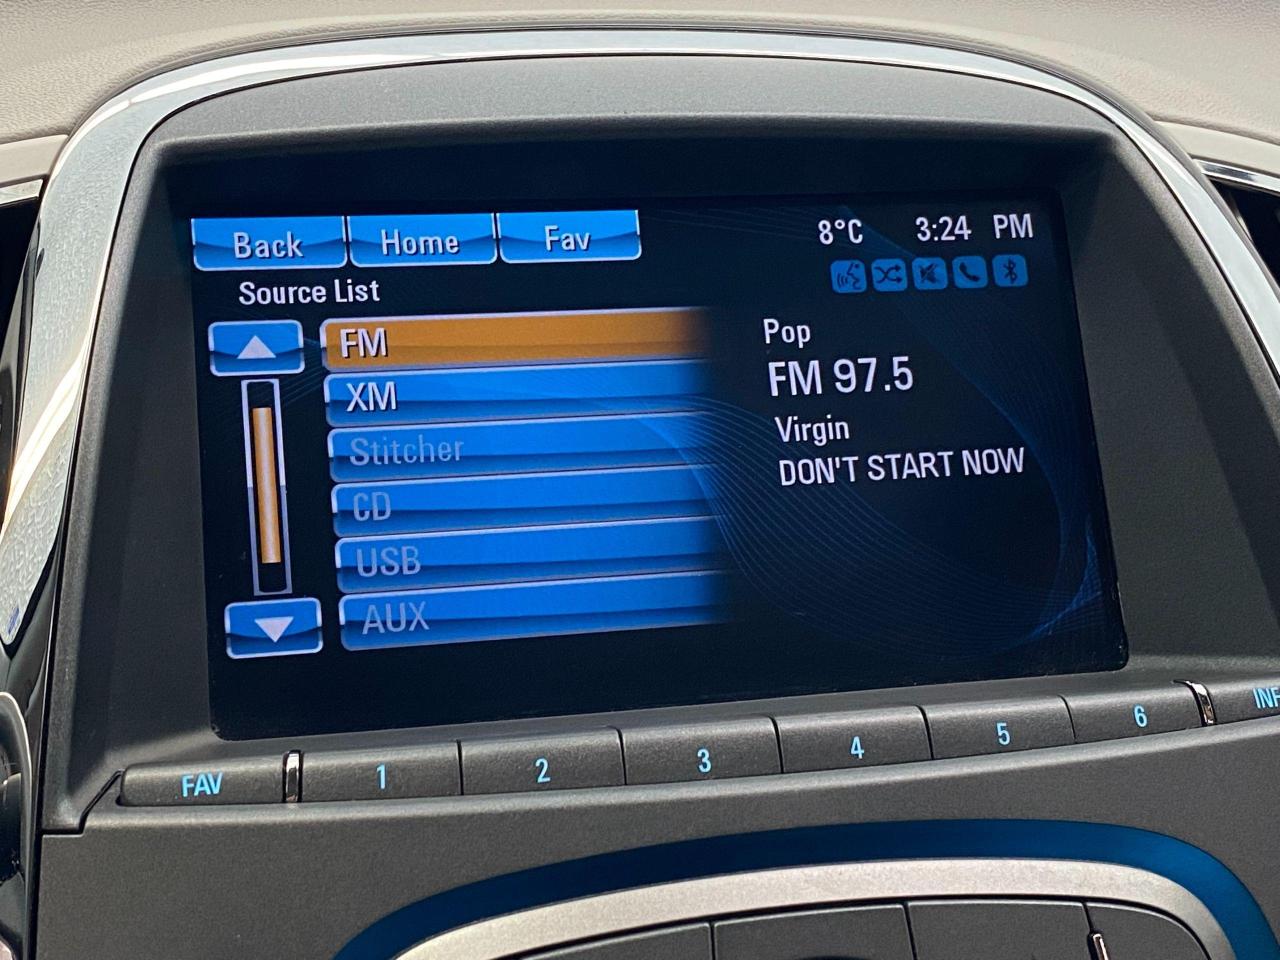 Back Home Fav 8°C 3:24 PM
Source List
FM
XM
Stitcher
CD
USB
AUX
Pop
FM 97.5
Virgin
DON'T START NOW
FAV 1 2 3 4 5 6 INF